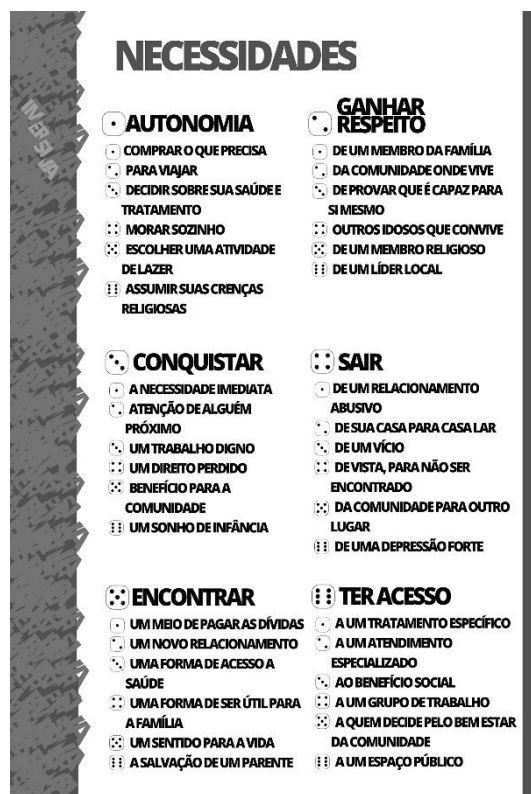 NECESSIDADES
AUTONOMIA
COMPRAR O QUE PRECISA
PARA VIAJAR
DECIDIR SOBRE SUA SAÚDE E
TRATAMENTO
MORAR SOZINHO
ESCOLHER UMA ATIVIDADE
DE LAZER
ASSUMIR SUAS CRENÇAS
RELIGIOSAS
GANHAR
RESPEITO
DE UM MEMBRO DA FAMÍLIA
DA COMUNIDADE ONDE VIVE
DE PROVAR QUE É CAPAZ PARA
SI MESMO
OUTROS IDOSOS QUE CONVIVE
DE UM MEMBRO RELIGIOSO
DE UM LÍDER LOCAL
CONQUISTAR
A NECESSIDADE IMEDIATA
ATENÇÃO DE ALGUÉM
PRÓXIMO
UM TRABALHO DIGNO
UM DIREITO PERDIDO
BENEFÍCIO PARA A
COMUNIDADE
UM SONHO DE INFÂNCIA
SAIR
DE UM RELACIONAMENTO
ABUSIVO
DE SUA CASA PARA CASA LAR
DE UM VÍCIO
DE VISTA, PARA NÃO SER
ENCONTRADO
DA COMUNIDADE PARA OUTRO
LUGAR
DE UMA DEPRESSÃO FORTE
ENCONTRAR
UM MEIO DE PAGAR AS DÍVIDAS
UM NOVO RELACIONAMENTO
UMA FORMA DE ACESSO A
SAÚDE
UMA FORMA DE SER ÚTIL PARA
A FAMÍLIA
UM SENTIDO PARA A VIDA
A SALVAÇÃO DE UM PARENTE
TER ACESSO
A UM TRATAMENTO ESPECÍFICO
A UM ATENDIMENTO
ESPECIALIZADO
AO BENEFÍCIO SOCIAL
A UM GRUPO DE TRABALHO
A QUEM DECIDE PELO BEM ESTAR
DA COMUNIDADE
A UM ESPAÇO PÚBLICO